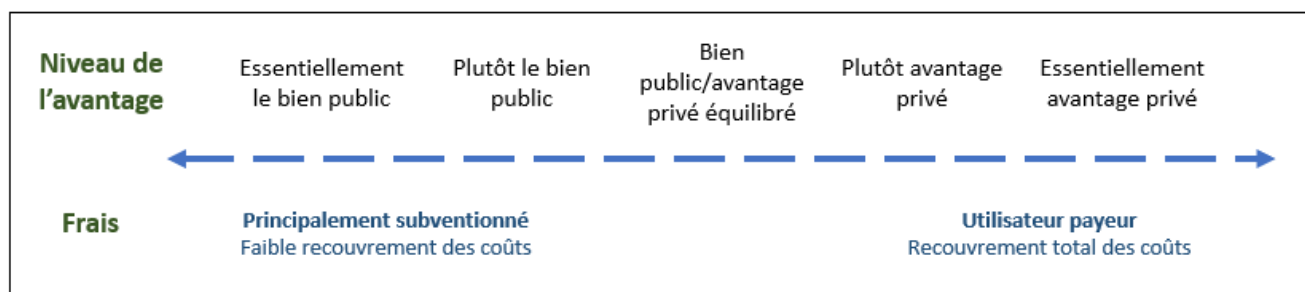 Niveau de
l'avantage
Essentiellement
le bien public
Plutôt le bien
public
Bien
public/avantage
privé équilibré
Plutôt avantage
privé
Essentiellement
avantage privé
Frais
Principalement subventionné
Faible recouvrement des coûts
Utilisateur payeur
Recouvrement total des coûts